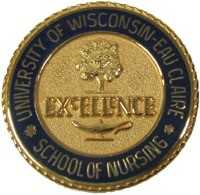 UNIVERSITY OF WISCONSIN-EAU CLAIRE
EXCELLENCE
SCHOOL OF NURSING